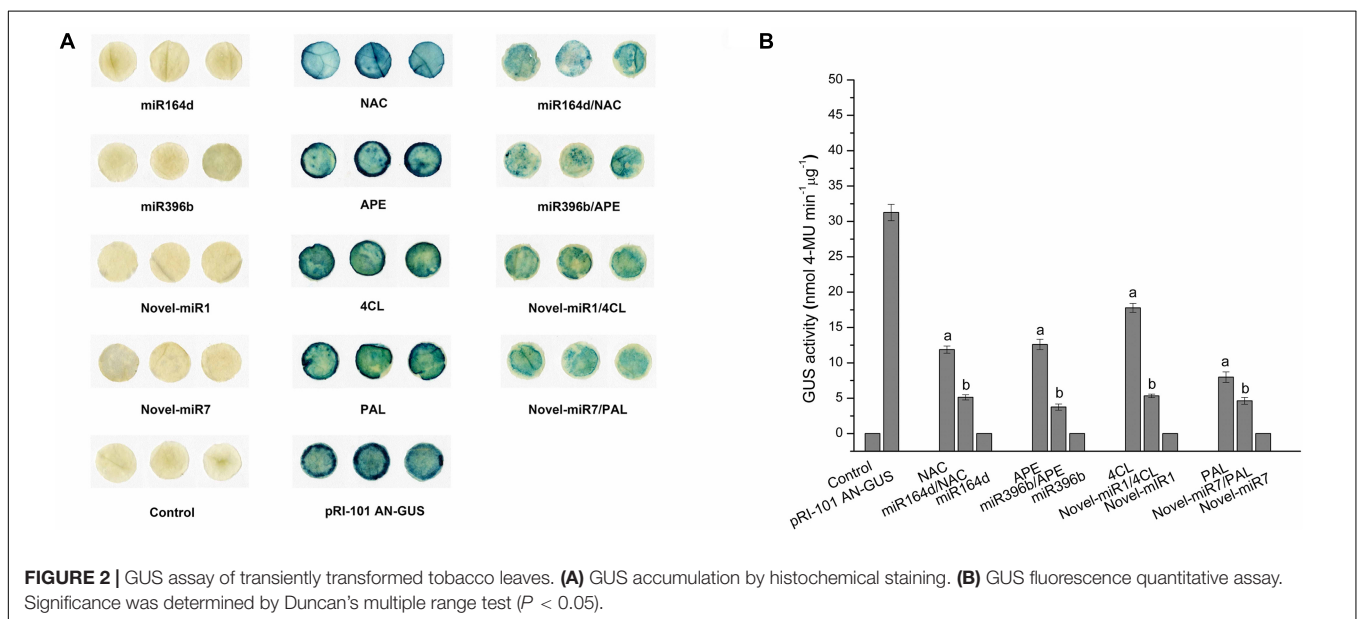 A
miR164d
NAC
miR164d/NAC
miR396b
APE
miR396b/APE
Novel-miR1
4CL
Novel-miR1/4CL
Novel-miR7
PAL
Novel-miR7/PAL
Control
pRI-101 AN-GUS
B
GUS activity (nmol 4-MU min⁻¹μg⁻¹)
50
45
40
35
30
25
20
15
10
5
0
a
b
a
b
a
b
a
b
Control
pRI-101 AN-GUS
NAC
miR164d/NAC
miR164d
APE
miR396b/APE
miR396b
4CL
Novel-miR1/4CL
Novel-miR1
PAL
Novel-miR7/PAL
Novel-miR7
FIGURE 2 | GUS assay of transiently transformed tobacco leaves. (A) GUS accumulation by histochemical staining. (B) GUS fluorescence quantitative assay.
Significance was determined by Duncan's multiple range test (P < 0.05).